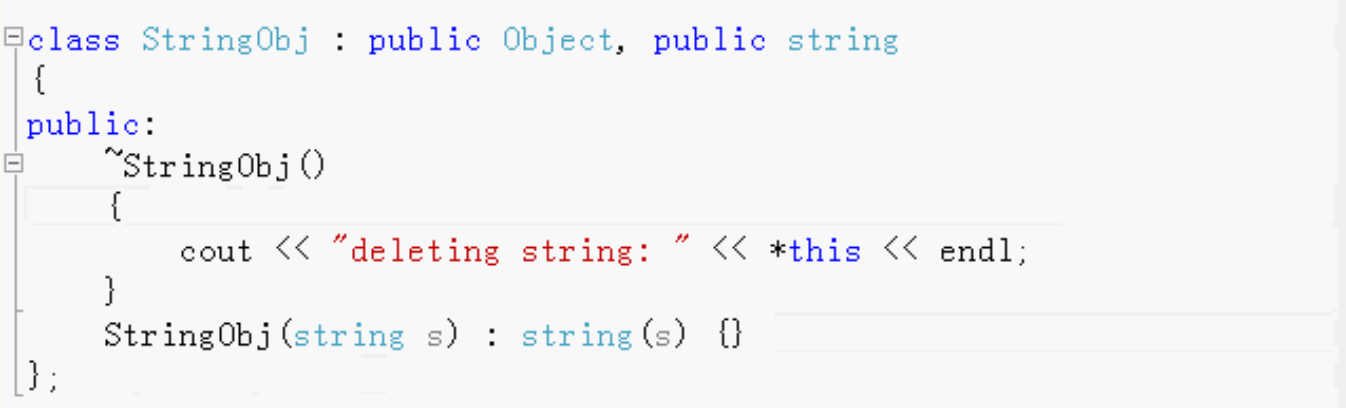 class StringObj : public Object, public string
{
public:
    ~StringObj()
    {
        cout << "deleting string: " << *this << endl;
    }
    StringObj(string s) : string(s) {}
};